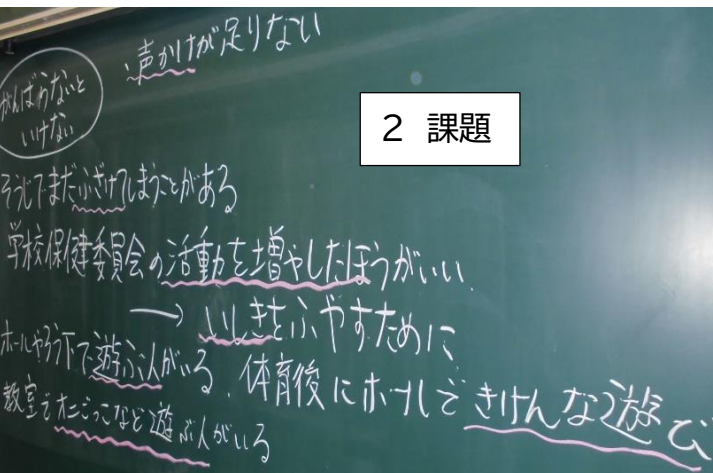 ・声かけが足りない
がんばらないと
いけない
2 課題
そうじでまだふざけてしまうことがある
学校保健委員会の活動を増やしたほうがいい
→ いしきをふやすために
ホールやろう下で遊ぶ人がいる
・体育後にホールできけんな遊び
教室でオニごっこなど遊ぶ人がいる